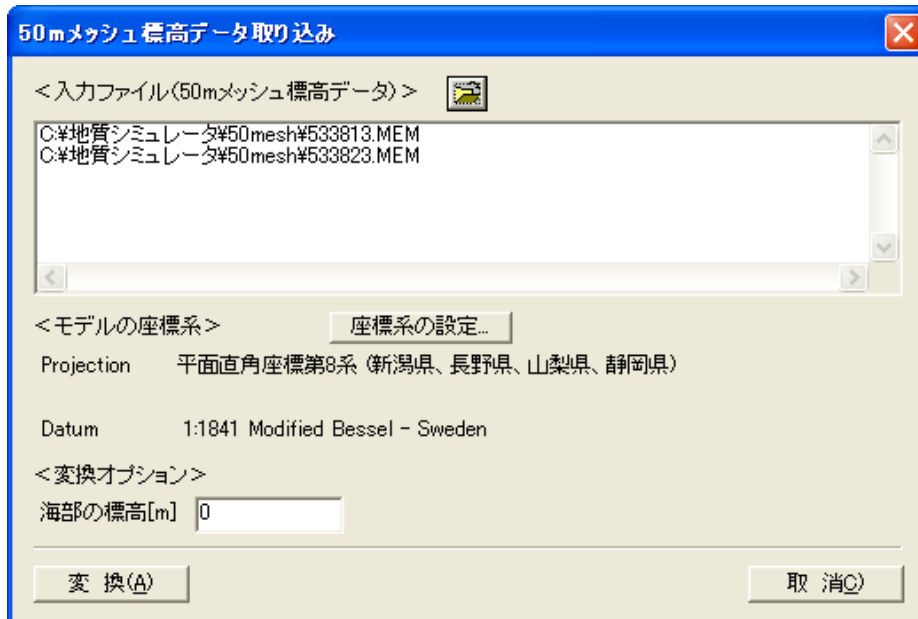 50mメッシュ標高データ取り込み
＜入力ファイル(50mメッシュ標高データ)＞
C:¥地質シミュレータ¥50mesh¥533813.MEM
C:¥地質シミュレータ¥50mesh¥533823.MEM
＜モデルの座標系＞ 座標系の設定...
Projection 平面直角座標第8系 (新潟県、長野県、山梨県、静岡県)
Datum 1:1841 Modified Bessel - Sweden
＜変換オプション＞
海部の標高[m] 0
変 換(A) 取 消C)